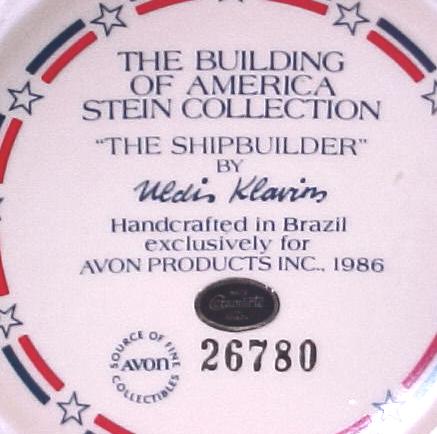 THE BUILDING
OF AMERICA
STEIN COLLECTION
"THE SHIPBUILDER"
BY
Uldis Klavins
Handcrafted in Brazil
exclusively for
AVON PRODUCTS INC., 1986
26780
SOURCE OF FINE
AVON
COLLECTIBLES